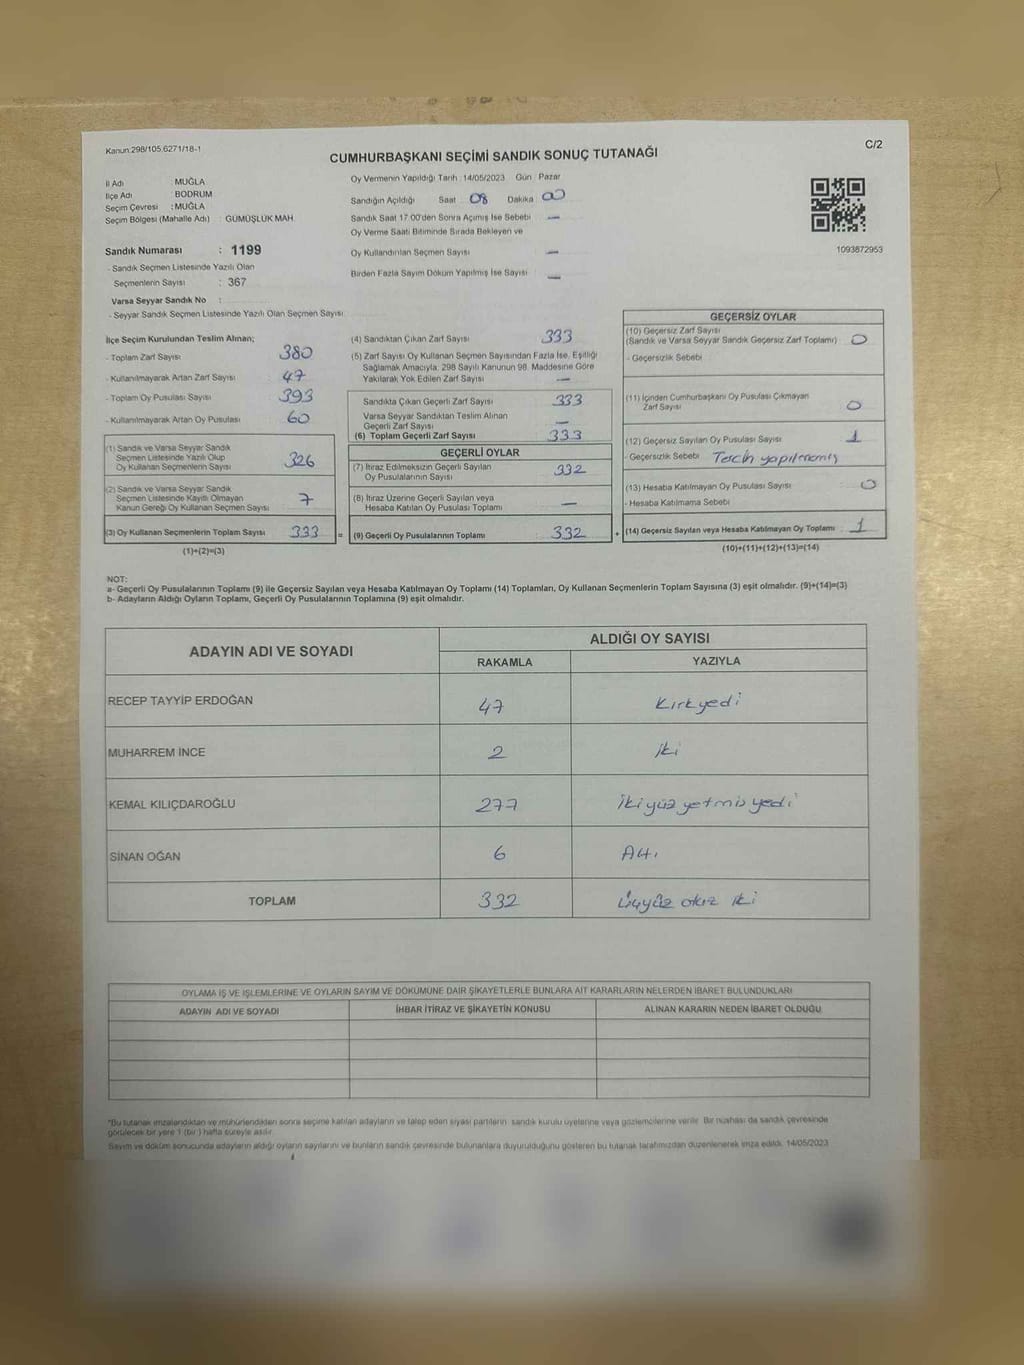 Kanun:298/105.6271/18-1
C/2
CUMHURBAŞKANI SEÇİMİ SANDIK SONUÇ TUTANAĞI
İl Adı : MUĞLA
İlçe Adı : BODRUM
Seçim Çevresi : MUĞLA
Seçim Bölgesi (Mahalle Adı) : GÜMÜŞLÜK MAH.
Sandık Numarası : 1199
- Sandık Seçmen Listesinde Yazılı Olan
Seçmenlerin Sayısı : 367
Varsa Seyyar Sandık No :
- Seyyar Sandık Seçmen Listesinde Yazılı Olan Seçmen Sayısı:
Oy Vermenin Yapıldığı Tarih : 14/05/2023 Gün : Pazar
Sandığın Açıldığı Saat 08 Dakika 00
Sandık Saat 17.00'den Sonra Açılmış İse Sebebi —
Oy Verme Saati Bitiminde Sırada Bekleyen ve
Oy Kullandırılan Seçmen Sayısı —
Birden Fazla Sayım Döküm Yapılmış İse Sayısı —
1093872953
İlçe Seçim Kurulundan Teslim Alınan;
- Toplam Zarf Sayısı 380
- Kullanılmayarak Artan Zarf Sayısı 47
- Toplam Oy Pusulası Sayısı 393
- Kullanılmayarak Artan Oy Pusulası 60
(1) Sandık ve Varsa Seyyar Sandık
Seçmen Listesinde Yazılı Olup
Oy Kullanan Seçmenlerin Sayısı 326
(2) Sandık ve Varsa Seyyar Sandık
Seçmen Listesinde Kayıtlı Olmayan
Kanun Gereği Oy Kullanan Seçmen Sayısı 7
(3) Oy Kullanan Seçmenlerin Toplam Sayısı 333 =
(1)+(2)=(3)
(4) Sandıktan Çıkan Zarf Sayısı 333
(5) Zarf Sayısı Oy Kullanan Seçmen Sayısından Fazla İse, Eşitliği
Sağlamak Amacıyla, 298 Sayılı Kanunun 98. Maddesine Göre
Yakılarak Yok Edilen Zarf Sayısı —
Sandıkta Çıkan Geçerli Zarf Sayısı 333
Varsa Seyyar Sandıktan Teslim Alınan
Geçerli Zarf Sayısı —
(6) Toplam Geçerli Zarf Sayısı 333
GEÇERLİ OYLAR
(7) İtiraz Edilmeksizin Geçerli Sayılan
Oy Pusulasının Sayısı 332
(8) İtiraz Üzerine Geçerli Sayılan veya
Hesaba Katılan Oy Pusulası Toplamı —
(9) Geçerli Oy Pusulalarının Toplamı 332 +
GEÇERSİZ OYLAR
(10) Geçersiz Zarf Sayısı
(Sandık ve Varsa Seyyar Sandık Geçersiz Zarf Toplamı) 0
- Geçersizlik Sebebi
(11) İçinden Cumhurbaşkanı Oy Pusulası Çıkmayan
Zarf Sayısı 0
(12) Geçersiz Sayılan Oy Pusulası Sayısı 1
- Geçersizlik Sebebi Tercih yapılmamış
(13) Hesaba Katılmayan Oy Pusulası Sayısı 0
- Hesaba Katılmama Sebebi
(14) Geçersiz Sayılan veya Hesaba Katılmayan Oy Toplamı 1
(10)+(11)+(12)+(13)=(14)
NOT:
a- Geçerli Oy Pusulalarının Toplamı (9) ile Geçersiz Sayılan veya Hesaba Katılmayan Oy Toplamı (14) Toplamları, Oy Kullanan Seçmenlerin Toplam Sayısına (3) eşit olmalıdır. (9)+(14)=(3)
b- Adayların Aldığı Oyların Toplamı, Geçerli Oy Pusulalarının Toplamına (9) eşit olmalıdır.
ADAYIN ADI VE SOYADI
ALDIĞI OY SAYISI
RAKAMLA YAZIYLA
RECEP TAYYİP ERDOĞAN 47 Kırkyedi
MUHARREM İNCE 2 iki
KEMAL KILIÇDAROĞLU 277 ikiyüz yetmiş yedi
SİNAN OĞAN 6 Altı
TOPLAM 332 üçyüz otuz iki
OYLAMA İŞ VE İŞLEMLERİNE VE OYLARIN SAYIM VE DÖKÜMÜNE DAİR ŞİKAYETLERLE BUNLARA AİT KARARLARIN NELERDEN İBARET BULUNDUKLARI
ADAYIN ADI VE SOYADI İHBAR İTİRAZ VE ŞİKAYETİN KONUSU ALINAN KARARIN NEDEN İBARET OLDUĞU
*Bu tutanak imzalandıktan ve mühürlendikten sonra seçime katılan adayların ve talep eden siyasi partilerin sandık kurulu üyelerine veya gözlemcilerine verilir. Bir nüshası da sandık çevresinde
görülecek bir yere 1 (bir) hafta süreyle asılır.
Sayım ve döküm sonucunda adayların aldığı oyların sayılarını ve bunların sandık çevresinde bulunanlara duyurulduğunu gösteren bu tutanak tarafımızdan düzenlenerek imza edildi. 14/05/2023